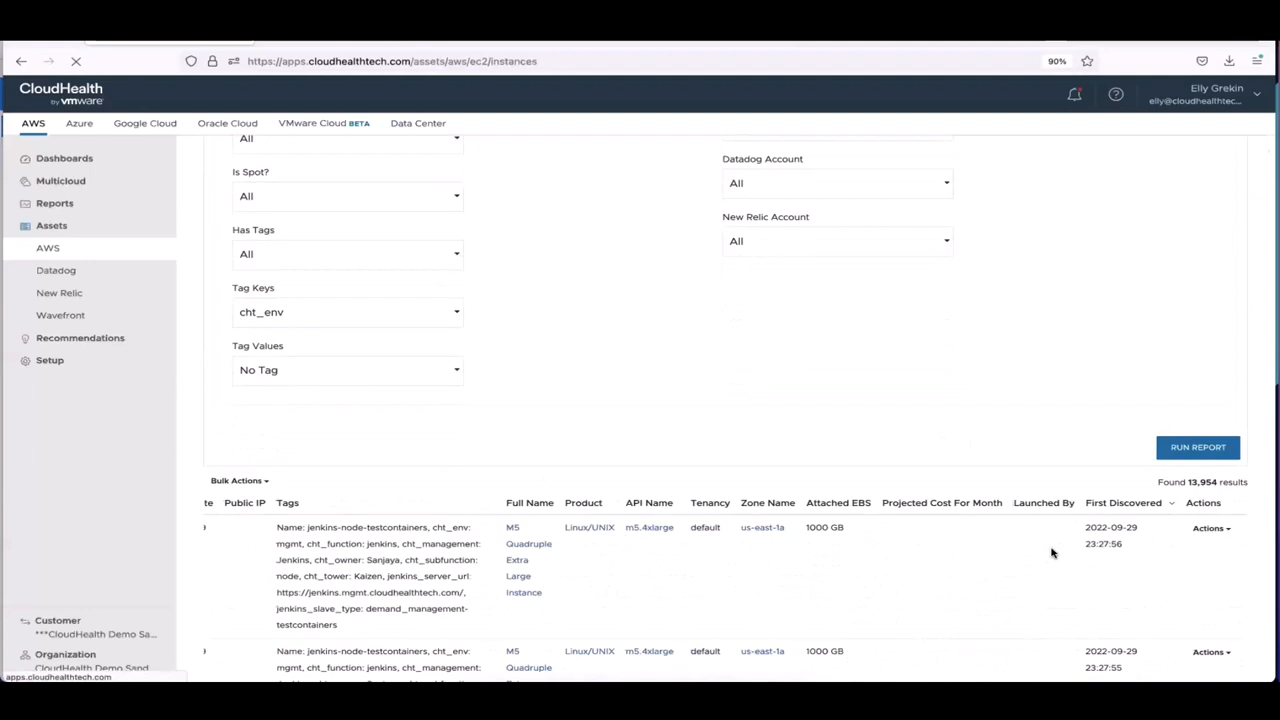 https://apps.cloudhealthtech.com/assets/aws/ec2/instances
90%
CloudHealth
by vmware
Elly Grekin
elly@cloudhealthtec...
AWS
Azure
Google Cloud
Oracle Cloud
VMware Cloud BETA
Data Center
Dashboards
Multicloud
Reports
Assets
AWS
Datadog
New Relic
Wavefront
Recommendations
Setup
Customer
***CloudHealth Demo Sa...
Organization
CloudHealth Demo Sand
apps.cloudhealthtech.com
All
Is Spot?
All
Has Tags
All
Tag Keys
cht_env
Tag Values
No Tag
Datadog Account
All
New Relic Account
All
RUN REPORT
Bulk Actions
Found 13,954 results
Public IP Tags Full Name Product API Name Tenancy Zone Name Attached EBS Projected Cost For Month Launched By First Discovered Actions
Name: jenkins-node-testcontainers, cht_env: M5 Linux/UNIX m5.4xlarge default us-east-1a 1000 GB 2022-09-29 Actions
mgmt, cht_function: jenkins, cht_management: Quadruple 23:27:56
Jenkins, cht_owner: Sanjaya, cht_subfunction: Extra
node, cht_tower: Kaizen, jenkins_server_url: Large
https://jenkins.mgmt.cloudhealthtech.com/, Instance
jenkins_slave_type: demand_management-
testcontainers
Name: jenkins-node-testcontainers, cht_env: M5 Linux/UNIX m5.4xlarge default us-east-1a 1000 GB 2022-09-29 Actions
mgmt, cht_function: jenkins, cht_management: Quadruple 23:27:55